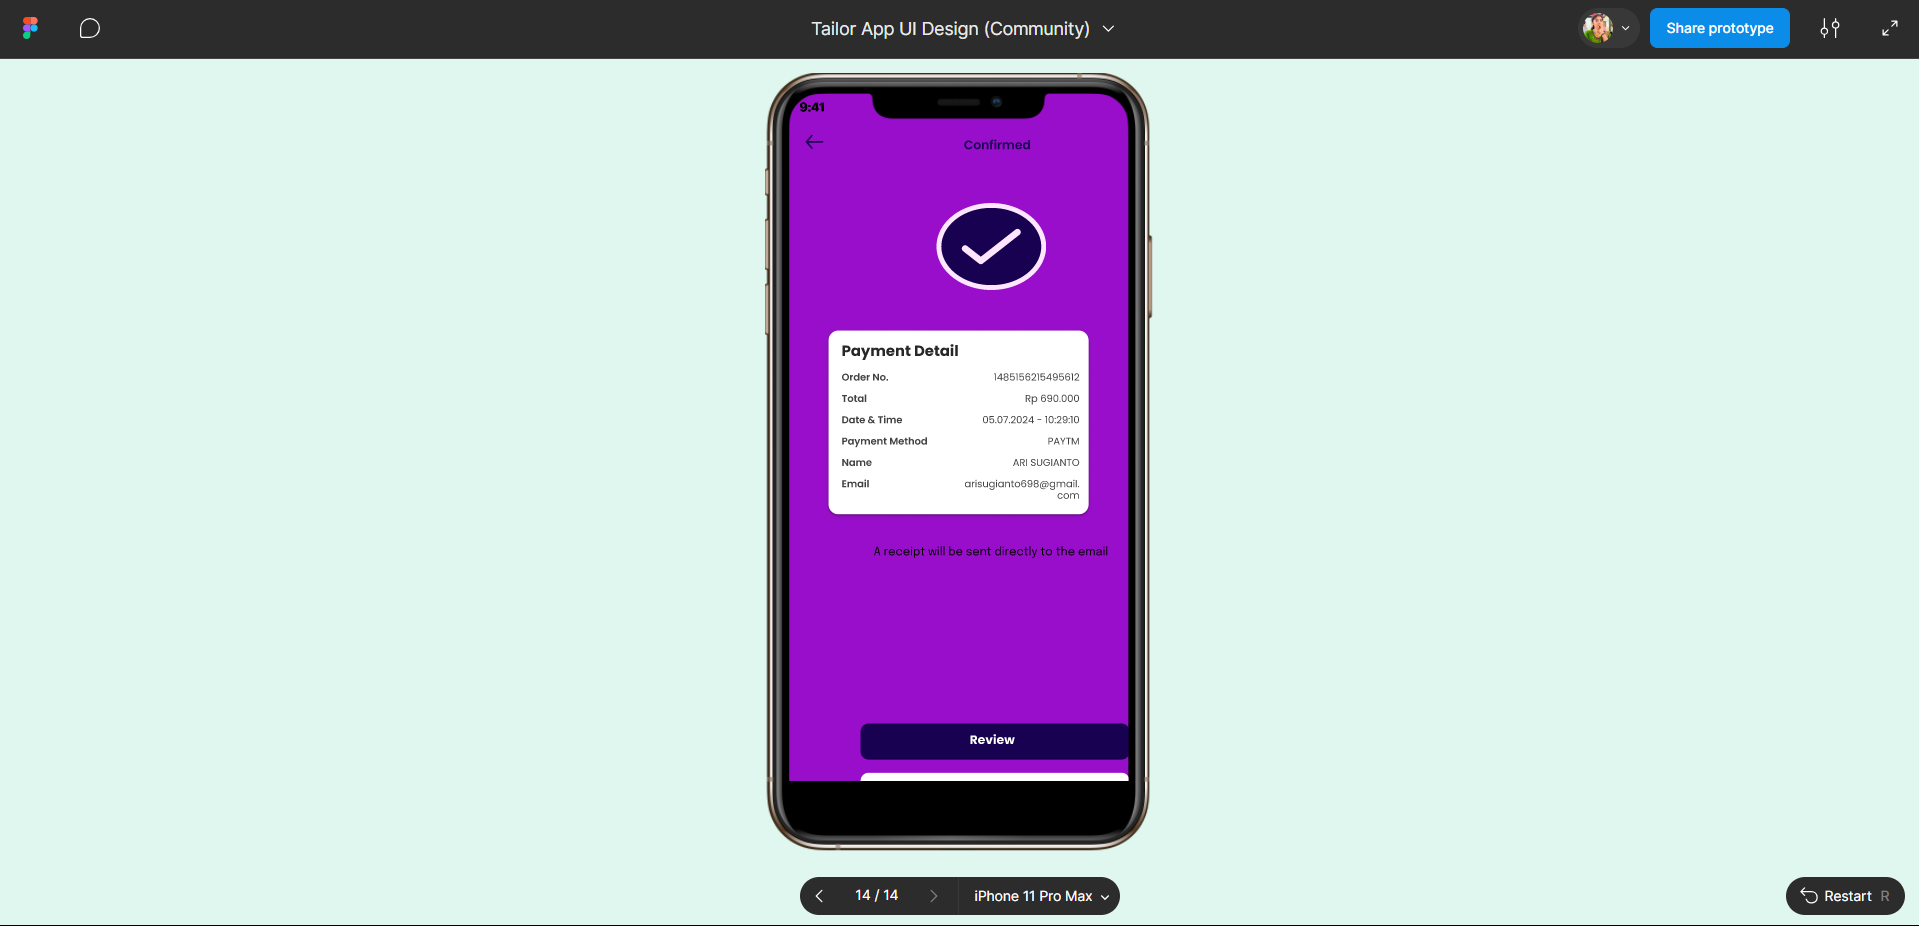 Tailor App UI Design (Community)
Share prototype
9:41
Confirmed
Payment Detail
Order No. 1485156215495612
Total Rp 690.000
Date & Time 05.07.2024 - 10:29:10
Payment Method PAYTM
Name ARI SUGIANTO
Email arisugianto698@gmail.
com
A receipt will be sent directly to the email
Review
14 / 14
iPhone 11 Pro Max
Restart R